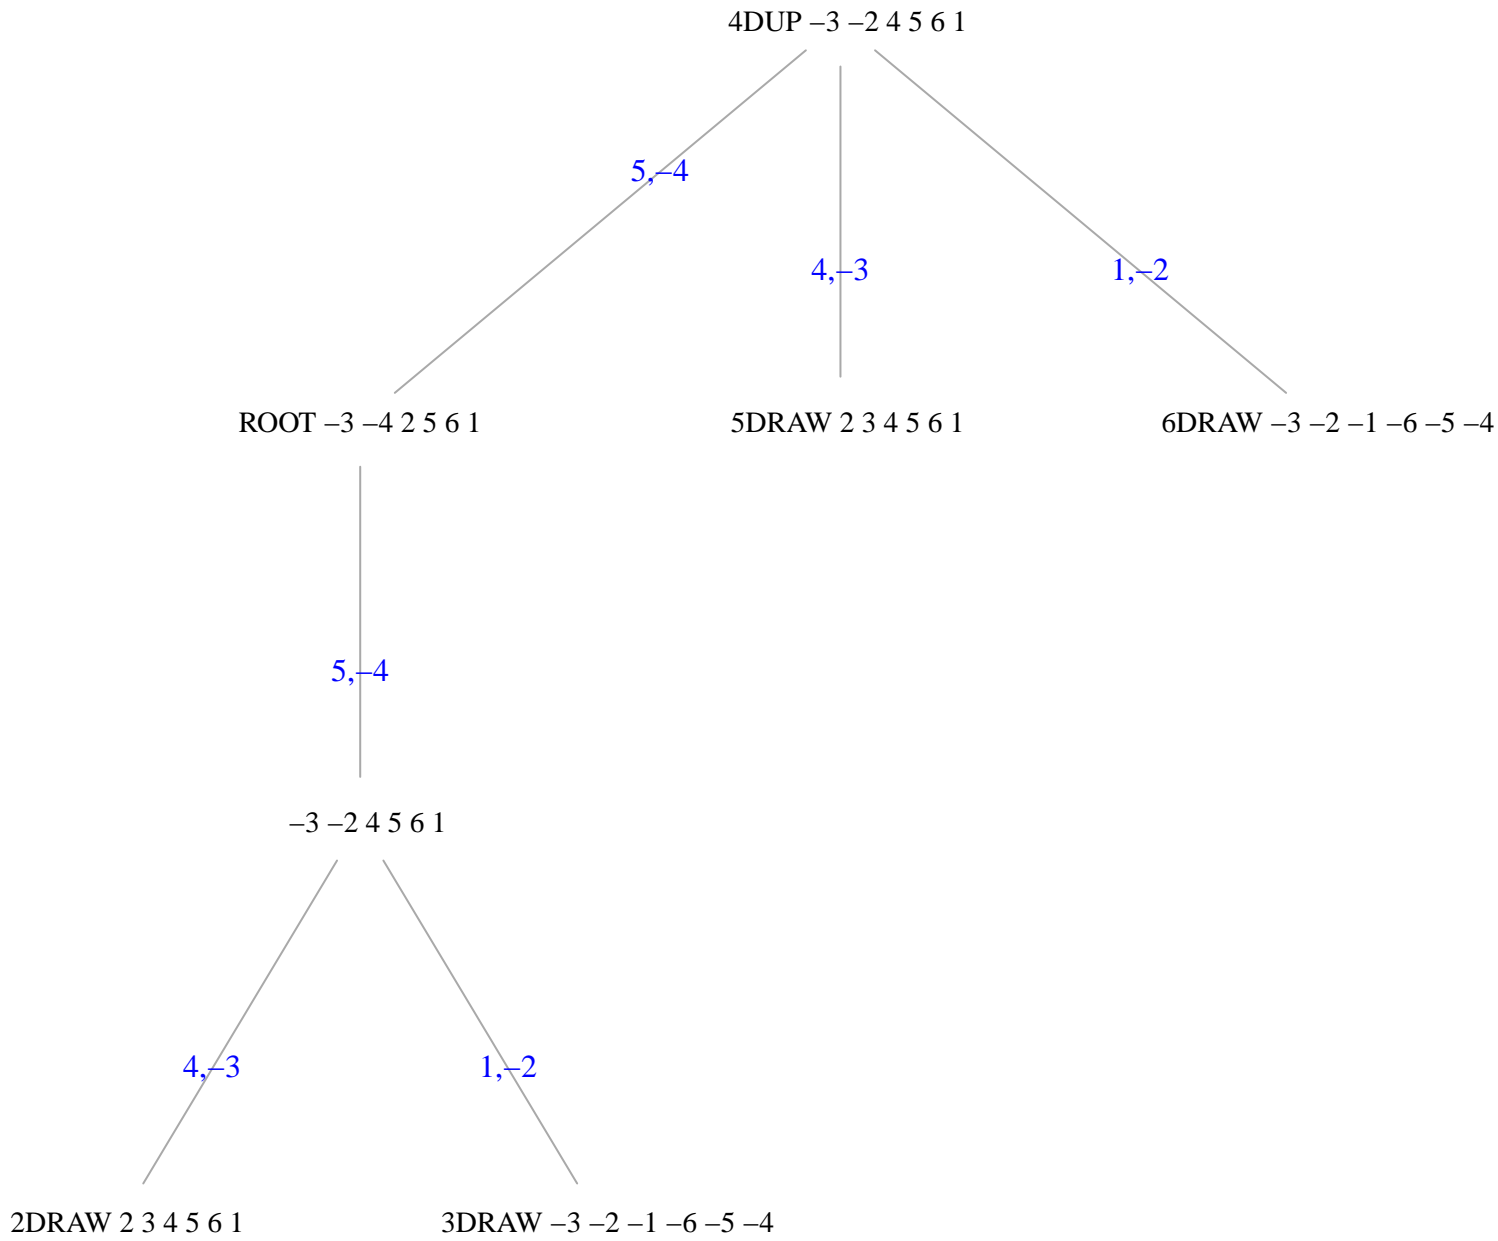 4DUP –3 –2 4 5 6 1
5,–4
4,–3
1,–2
ROOT –3 –4 2 5 6 1
5DRAW 2 3 4 5 6 1
6DRAW –3 –2 –1 –6 –5 –4
5,–4
–3 –2 4 5 6 1
4,–3
1,–2
2DRAW 2 3 4 5 6 1
3DRAW –3 –2 –1 –6 –5 –4